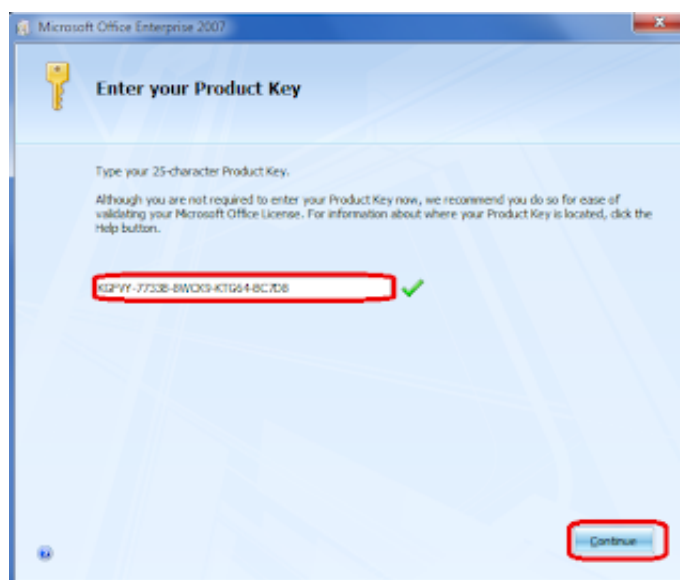 Microsoft Office Enterprise 2007
Enter your Product Key
Type your 25-character Product Key.
Although you are not required to enter your Product Key now, we recommend you do so for ease of
validating your Microsoft Office License. For information about where your Product Key is located, click the
Help button.
Continue